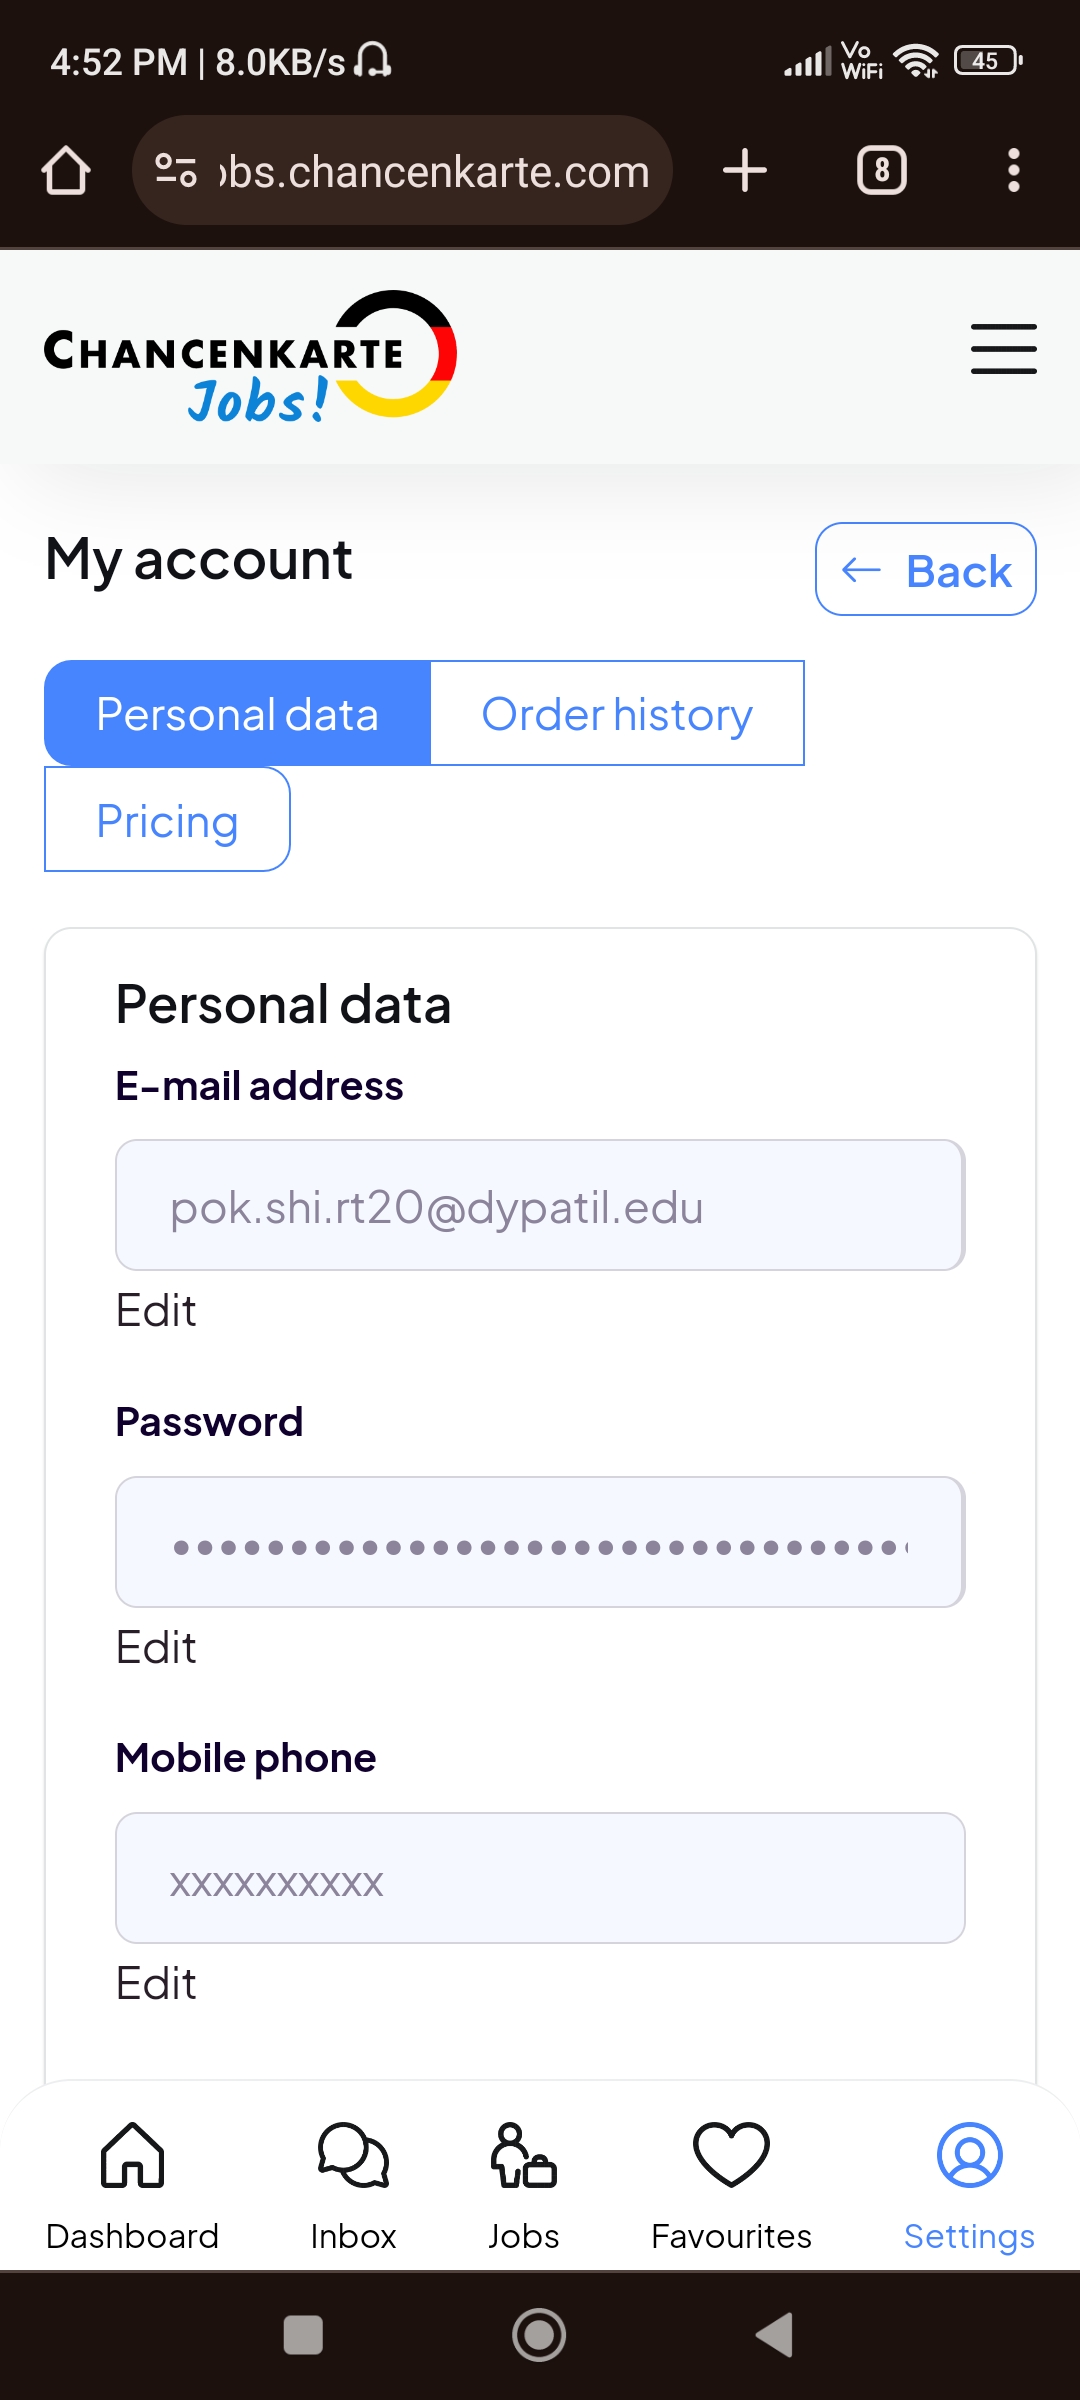 4:52 PM | 8.0KB/s
Vo WiFi
45
bs.chancenkarte.com
8
CHANCENKARTE
Jobs!
My account
Back
Personal data
Order history
Pricing
Personal data
E-mail address
pok.shi.rt20@dypatil.edu
Edit
Password
Edit
Mobile phone
xxxxxxxxxx
Edit
Dashboard
Inbox
Jobs
Favourites
Settings